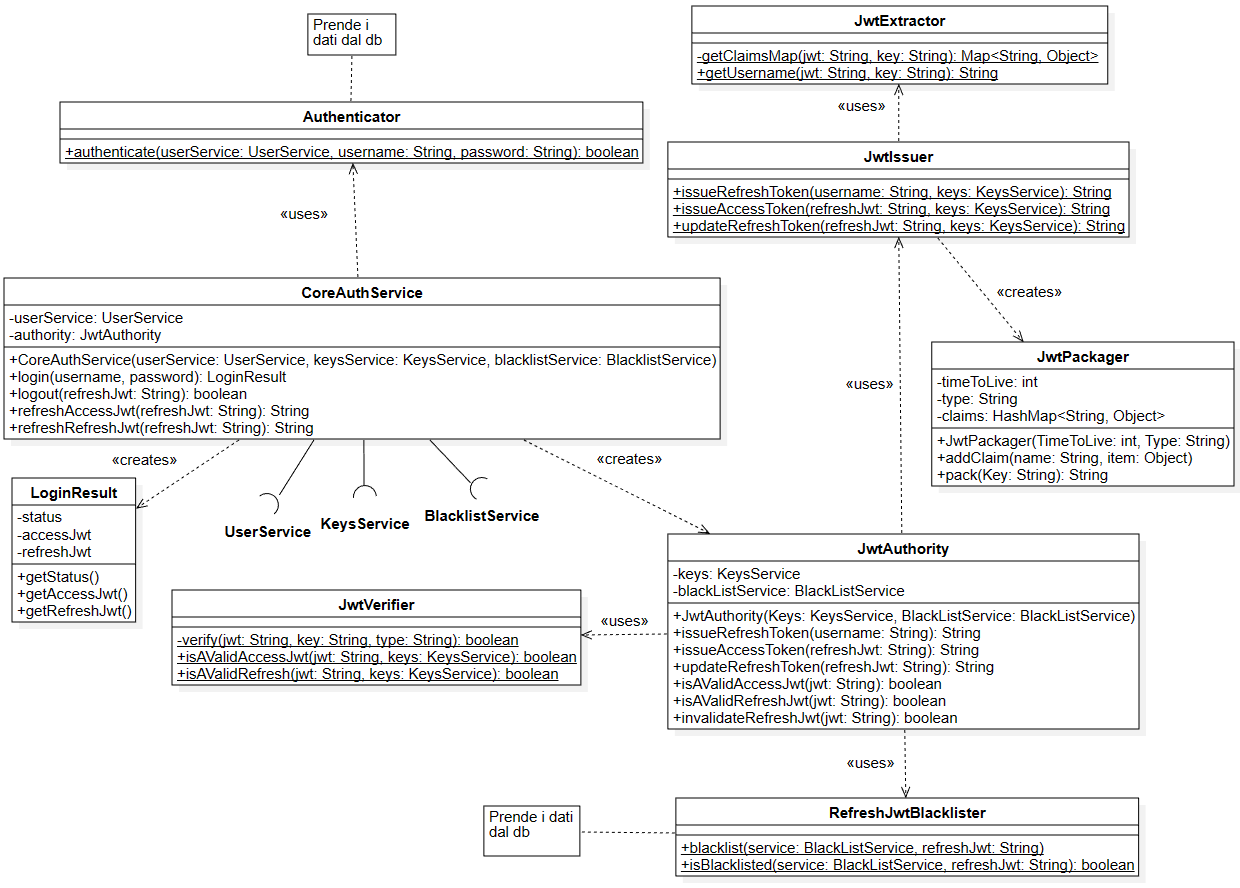 Prende i
dati dal db
JwtExtractor
-getClaimsMap(jwt: String, key: String): Map<String, Object>
+getUsername(jwt: String, key: String): String
«uses»
Authenticator
+authenticate(userService: UserService, username: String, password: String): boolean
JwtIssuer
+issueRefreshToken(username: String, keys: KeysService): String
+issueAccessToken(refreshJwt: String, keys: KeysService): String
+updateRefreshToken(refreshJwt: String, keys: KeysService): String
«uses»
«creates»
CoreAuthService
-userService: UserService
-authority: JwtAuthority
+CoreAuthService(userService: UserService, keysService: KeysService, blacklistService: BlacklistService)
+login(username, password): LoginResult
+logout(refreshJwt: String): boolean
+refreshAccessJwt(refreshJwt: String): String
+refreshRefreshJwt(refreshJwt: String): String
«uses»
JwtPackager
-timeToLive: int
-type: String
-claims: HashMap<String, Object>
+JwtPackager(TimeToLive: int, Type: String)
+addClaim(name: String, item: Object)
+pack(Key: String): String
«creates»
«creates»
LoginResult
-status
-accessJwt
-refreshJwt
+getStatus()
+getAccessJwt()
+getRefreshJwt()
UserService
KeysService
BlacklistService
JwtAuthority
-keys: KeysService
-blackListService: BlackListService
+JwtAuthority(Keys: KeysService, BlackListService: BlackListService)
+issueRefreshToken(username: String): String
+issueAccessToken(refreshJwt: String): String
+updateRefreshToken(refreshJwt: String): String
+isAValidAccessJwt(jwt: String): boolean
+isAValidRefreshJwt(jwt: String): boolean
+invalidateRefreshJwt(jwt: String): boolean
JwtVerifier
-verify(jwt: String, key: String, type: String): boolean
+isAValidAccessJwt(jwt: String, keys: KeysService): boolean
+isAValidRefresh(jwt: String, keys: KeysService): boolean
«uses»
«uses»
Prende i dati
dal db
RefreshJwtBlacklister
+blacklist(service: BlackListService, refreshJwt: String)
+isBlacklisted(service: BlackListService, refreshJwt: String): boolean